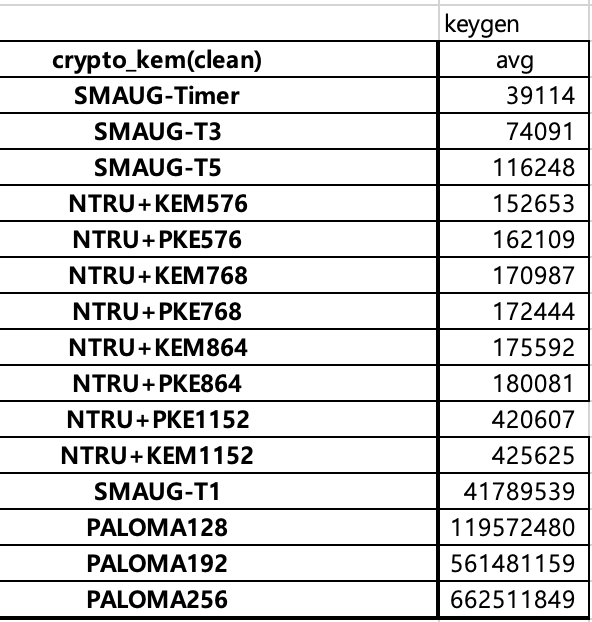 keygen
crypto_kem(clean) avg
SMAUG-Timer 39114
SMAUG-T3 74091
SMAUG-T5 116248
NTRU+KEM576 152653
NTRU+PKE576 162109
NTRU+KEM768 170987
NTRU+PKE768 172444
NTRU+KEM864 175592
NTRU+PKE864 180081
NTRU+PKE1152 420607
NTRU+KEM1152 425625
SMAUG-T1 41789539
PALOMA128 119572480
PALOMA192 561481159
PALOMA256 662511849